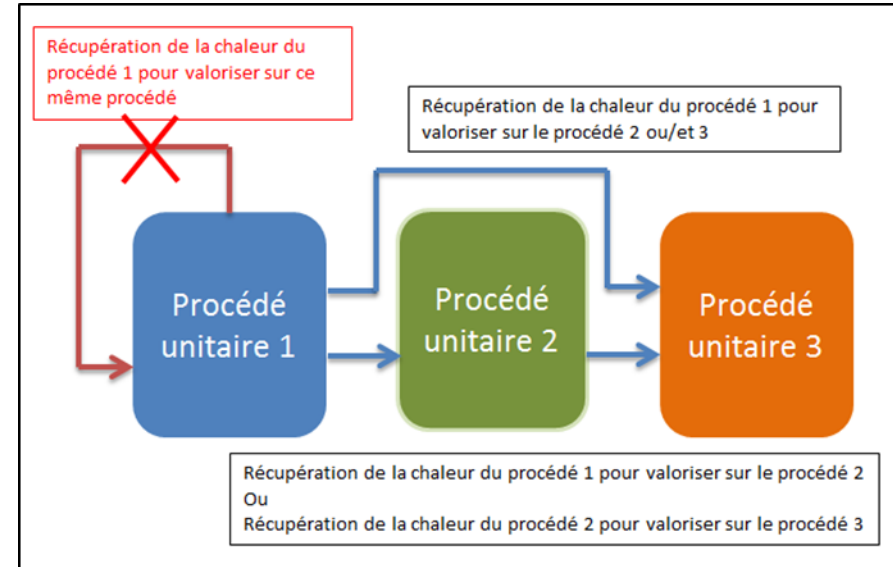 Récupération de la chaleur du
procédé 1 pour valoriser sur ce
même procédé
Récupération de la chaleur du procédé 1 pour
valoriser sur le procédé 2 ou/et 3
Procédé
unitaire 1
Procédé
unitaire 2
Procédé
unitaire 3
Récupération de la chaleur du procédé 1 pour valoriser sur le procédé 2
Ou
Récupération de la chaleur du procédé 2 pour valoriser sur le procédé 3